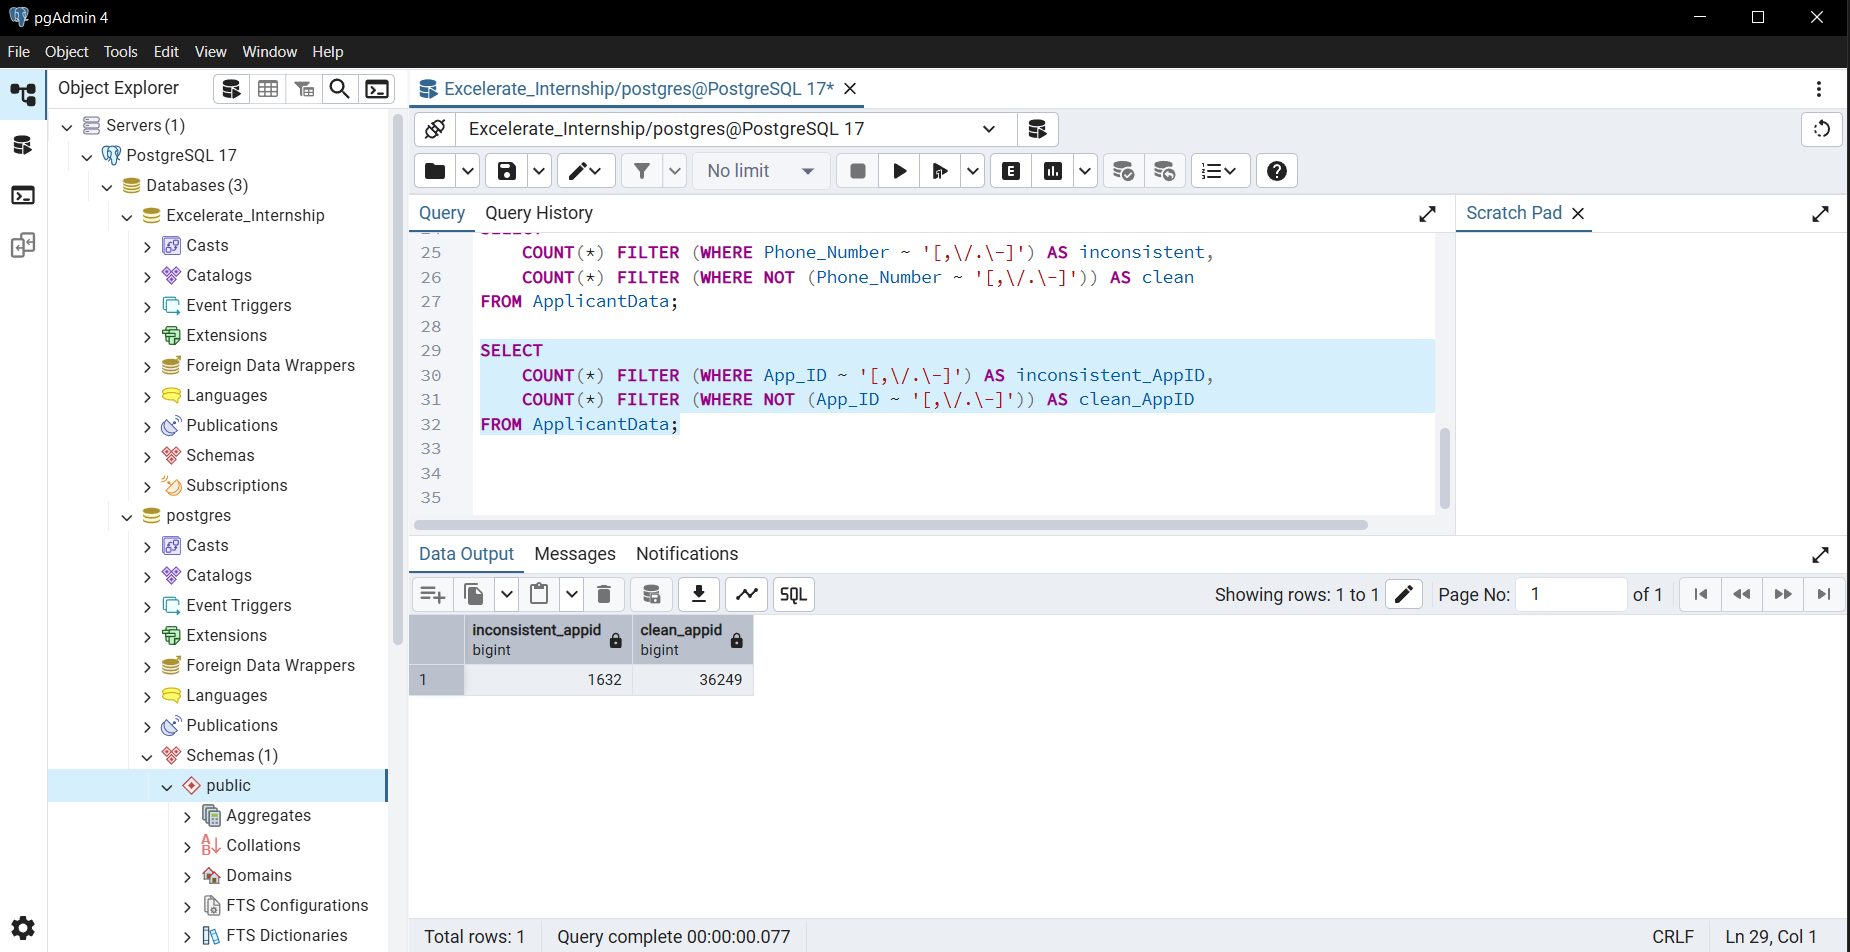 pgAdmin 4
File Object Tools Edit View Window Help
Object Explorer
Servers (1)
PostgreSQL 17
Databases (3)
Excelerate_Internship
Casts
Catalogs
Event Triggers
Extensions
Foreign Data Wrappers
Languages
Publications
Schemas
Subscriptions
postgres
Casts
Catalogs
Event Triggers
Extensions
Foreign Data Wrappers
Languages
Publications
Schemas (1)
public
Aggregates
Collations
Domains
FTS Configurations
FTS Dictionaries
Excelerate_Internship/postgres@PostgreSQL 17*
Excelerate_Internship/postgres@PostgreSQL 17
No limit
E
Query Query History
Scratch Pad
24 SELECT
25 COUNT(*) FILTER (WHERE Phone_Number ~ '[,\/.\-]') AS inconsistent,
26 COUNT(*) FILTER (WHERE NOT (Phone_Number ~ '[,\/.\-]')) AS clean
27 FROM ApplicantData;
28
29 SELECT
30 COUNT(*) FILTER (WHERE App_ID ~ '[,\/.\-]') AS inconsistent_AppID,
31 COUNT(*) FILTER (WHERE NOT (App_ID ~ '[,\/.\-]')) AS clean_AppID
32 FROM ApplicantData;
33
34
35
Data Output Messages Notifications
SQL
Showing rows: 1 to 1 Page No: 1 of 1
inconsistent_appid clean_appid
bigint bigint
1 1632 36249
Total rows: 1 Query complete 00:00:00.077 CRLF Ln 29, Col 1